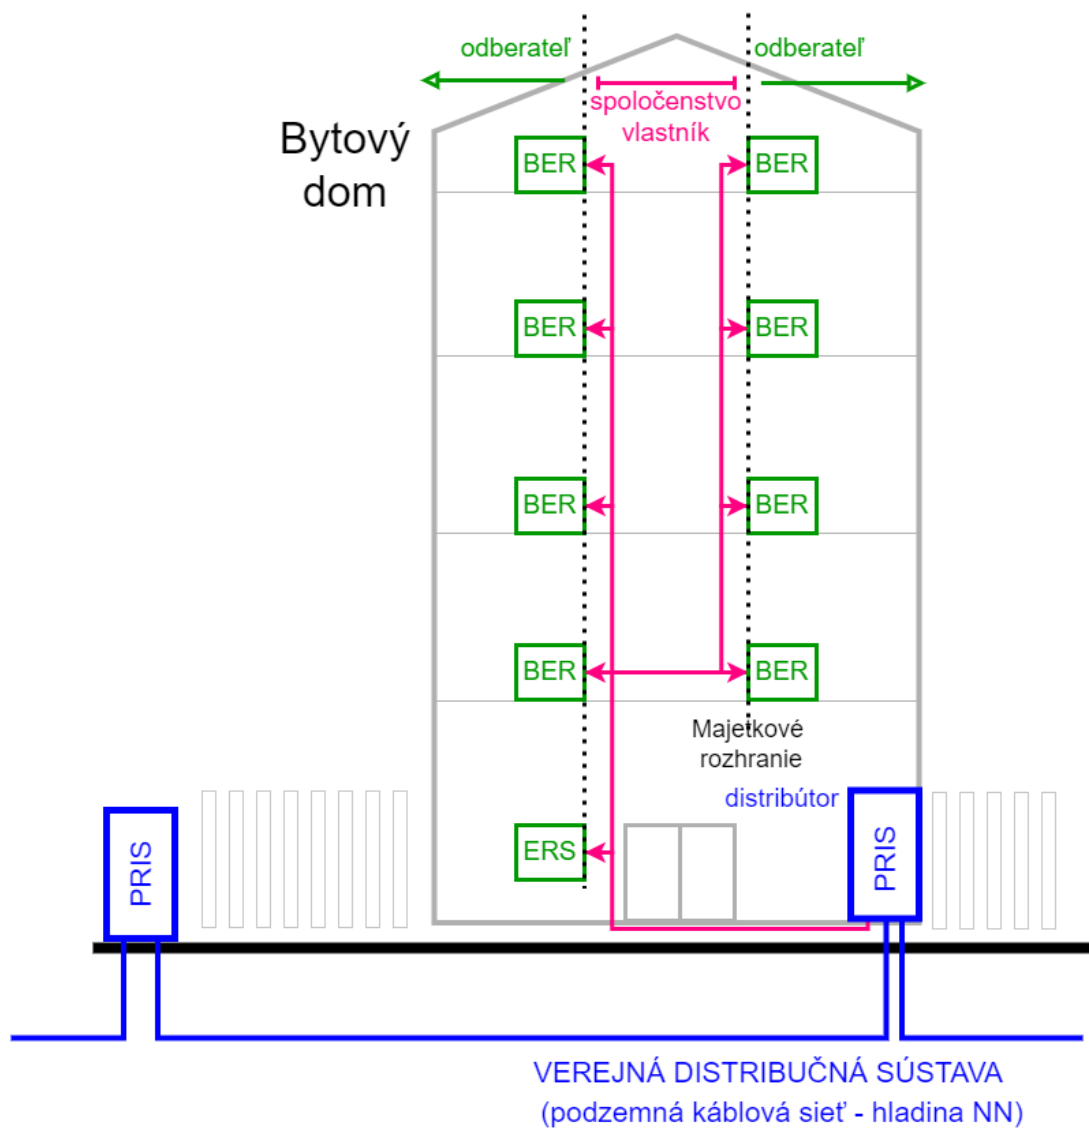 odberateľ
odberateľ
spoločenstvo
vlastník
Bytový
dom
BER
BER
BER
BER
BER
BER
BER
BER
Majetkové
rozhranie
distribútor
PRIS
ERS
PRIS
VEREJNÁ DISTRIBUČNÁ SÚSTAVA
(podzemná káblová sieť - hladina NN)